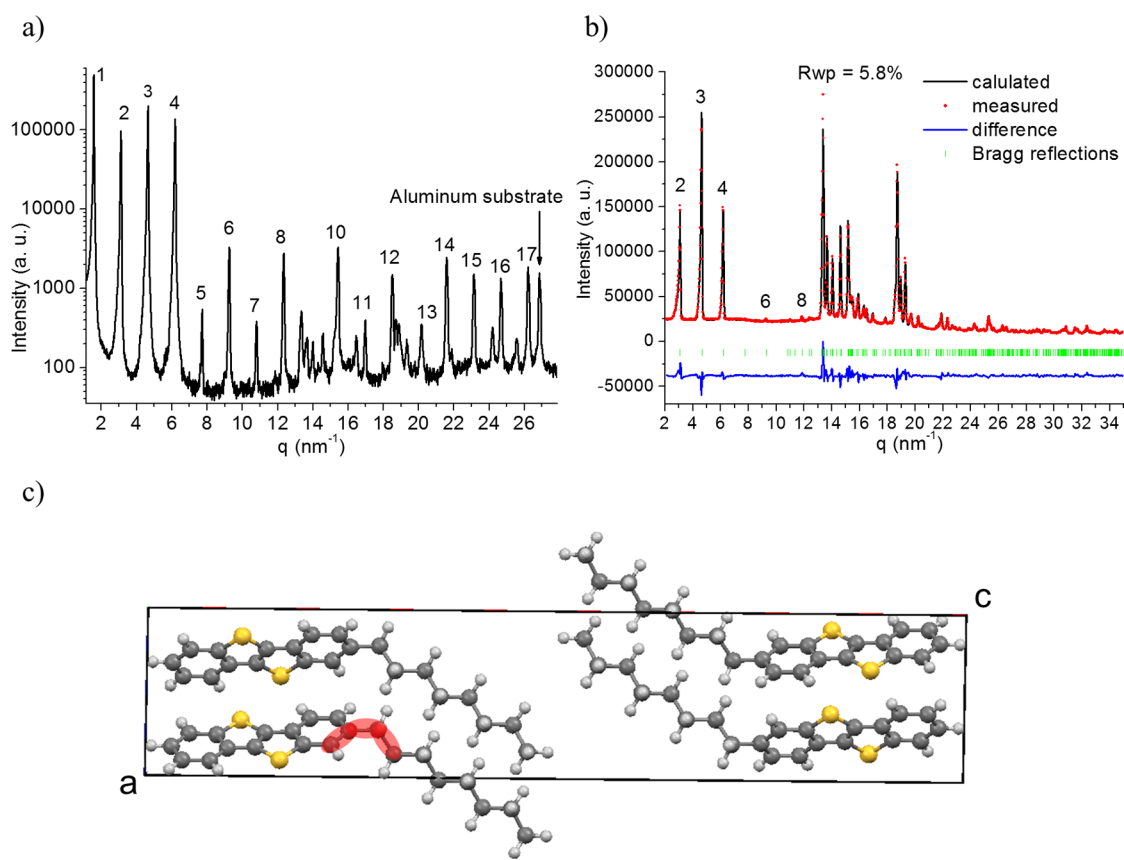 a)
b)
Intensity (a. u.)
100000
10000
1000
100
1
2
3
4
5
6
7
8
10
11
12
13
14
15
16
17
Aluminum substrate
0 2 4 6 8 10 12 14 16 18 20 22 24 26
q (nm-1)
Intensity (a. u.)
300000
250000
200000
150000
100000
50000
0
-50000
Rwp = 5.8%
calulated
measured
difference
Bragg reflections
2
3
4
6
8
2 4 6 8 10 12 14 16 18 20 22 24 26 28 30 32 34
q (nm-1)
c)
c
a